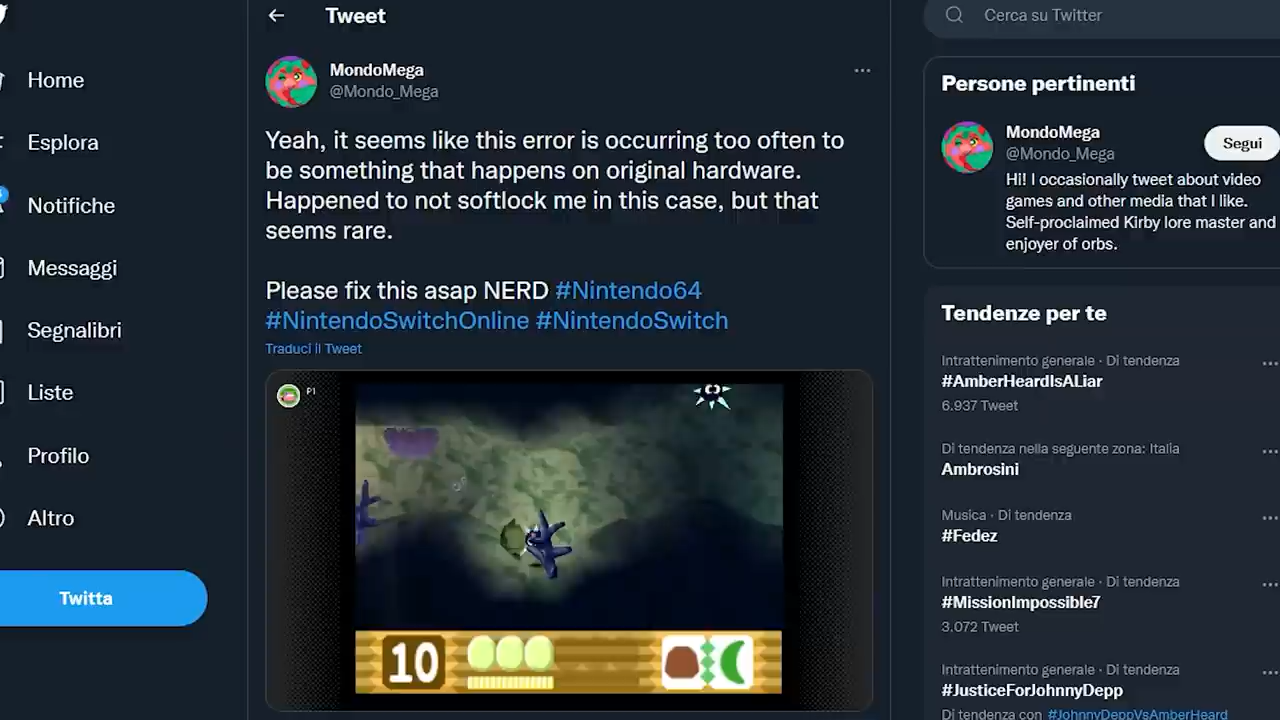 Tweet
Cerca su Twitter
Home
Esplora
Notifiche
Messaggi
Segnalibri
Liste
Profilo
Altro
Twitta
MondoMega
@Mondo_Mega
Yeah, it seems like this error is occurring too often to
be something that happens on original hardware.
Happened to not softlock me in this case, but that
seems rare.
Please fix this asap NERD #Nintendo64
#NintendoSwitchOnline #NintendoSwitch
Traduci il Tweet
P1
10
Persone pertinenti
MondoMega
@Mondo_Mega
Segui
Hi! I occasionally tweet about video
games and other media that I like.
Self-proclaimed Kirby lore master and
enjoyer of orbs.
Tendenze per te
Intrattenimento generale · Di tendenza
#AmberHeardIsALiar
6.937 Tweet
Di tendenza nella seguente zona: Italia
Ambrosini
Musica · Di tendenza
#Fedez
Intrattenimento generale · Di tendenza
#MissionImpossible7
3.072 Tweet
Intrattenimento generale · Di tendenza
#JusticeForJohnnyDepp
Di tendenza con #JohnnyDeppVsAmberHeard